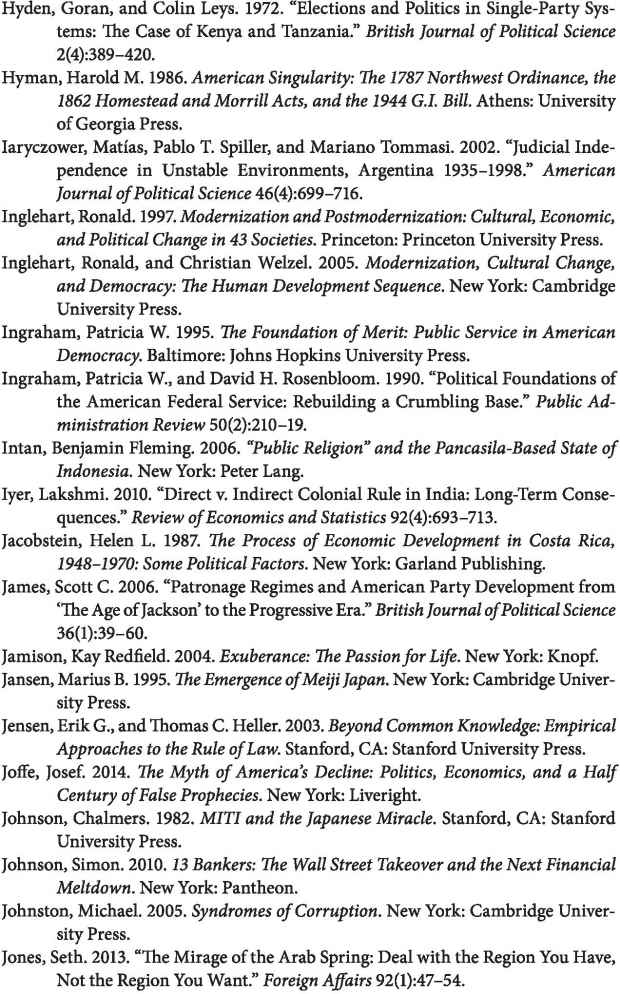 Hyden, Goran, and Colin Leys. 1972. “Elections and Politics in Single-Party Sys-
tems: The Case of Kenya and Tanzania.” British Journal of Political Science
2(4):389–420.
Hyman, Harold M. 1986. American Singularity: The 1787 Northwest Ordinance, the
1862 Homestead and Morrill Acts, and the 1944 G.I. Bill. Athens: University
of Georgia Press.
Iaryczower, Matías, Pablo T. Spiller, and Mariano Tommasi. 2002. “Judicial Inde-
pendence in Unstable Environments, Argentina 1935–1998.” American
Journal of Political Science 46(4):699–716.
Inglehart, Ronald. 1997. Modernization and Postmodernization: Cultural, Economic,
and Political Change in 43 Societies. Princeton: Princeton University Press.
Inglehart, Ronald, and Christian Welzel. 2005. Modernization, Cultural Change,
and Democracy: The Human Development Sequence. New York: Cambridge
University Press.
Ingraham, Patricia W. 1995. The Foundation of Merit: Public Service in American
Democracy. Baltimore: Johns Hopkins University Press.
Ingraham, Patricia W., and David H. Rosenbloom. 1990. “Political Foundations of
the American Federal Service: Rebuilding a Crumbling Base.” Public Ad-
ministration Review 50(2):210–19.
Intan, Benjamin Fleming. 2006. “Public Religion” and the Pancasila-Based State of
Indonesia. New York: Peter Lang.
Iyer, Lakshmi. 2010. “Direct v. Indirect Colonial Rule in India: Long-Term Conse-
quences.” Review of Economics and Statistics 92(4):693–713.
Jacobstein, Helen L. 1987. The Process of Economic Development in Costa Rica,
1948–1970: Some Political Factors. New York: Garland Publishing.
James, Scott C. 2006. “Patronage Regimes and American Party Development from
‘The Age of Jackson’ to the Progressive Era.” British Journal of Political Science
36(1):39–60.
Jamison, Kay Redfield. 2004. Exuberance: The Passion for Life. New York: Knopf.
Jansen, Marius B. 1995. The Emergence of Meiji Japan. New York: Cambridge Univer-
sity Press.
Jensen, Erik G., and Thomas C. Heller. 2003. Beyond Common Knowledge: Empirical
Approaches to the Rule of Law. Stanford, CA: Stanford University Press.
Joffe, Josef. 2014. The Myth of America’s Decline: Politics, Economics, and a Half
Century of False Prophecies. New York: Liveright.
Johnson, Chalmers. 1982. MITI and the Japanese Miracle. Stanford, CA: Stanford
University Press.
Johnson, Simon. 2010. 13 Bankers: The Wall Street Takeover and the Next Financial
Meltdown. New York: Pantheon.
Johnston, Michael. 2005. Syndromes of Corruption. New York: Cambridge Univer-
sity Press.
Jones, Seth. 2013. “The Mirage of the Arab Spring: Deal with the Region You Have,
Not the Region You Want.” Foreign Affairs 92(1):47–54.